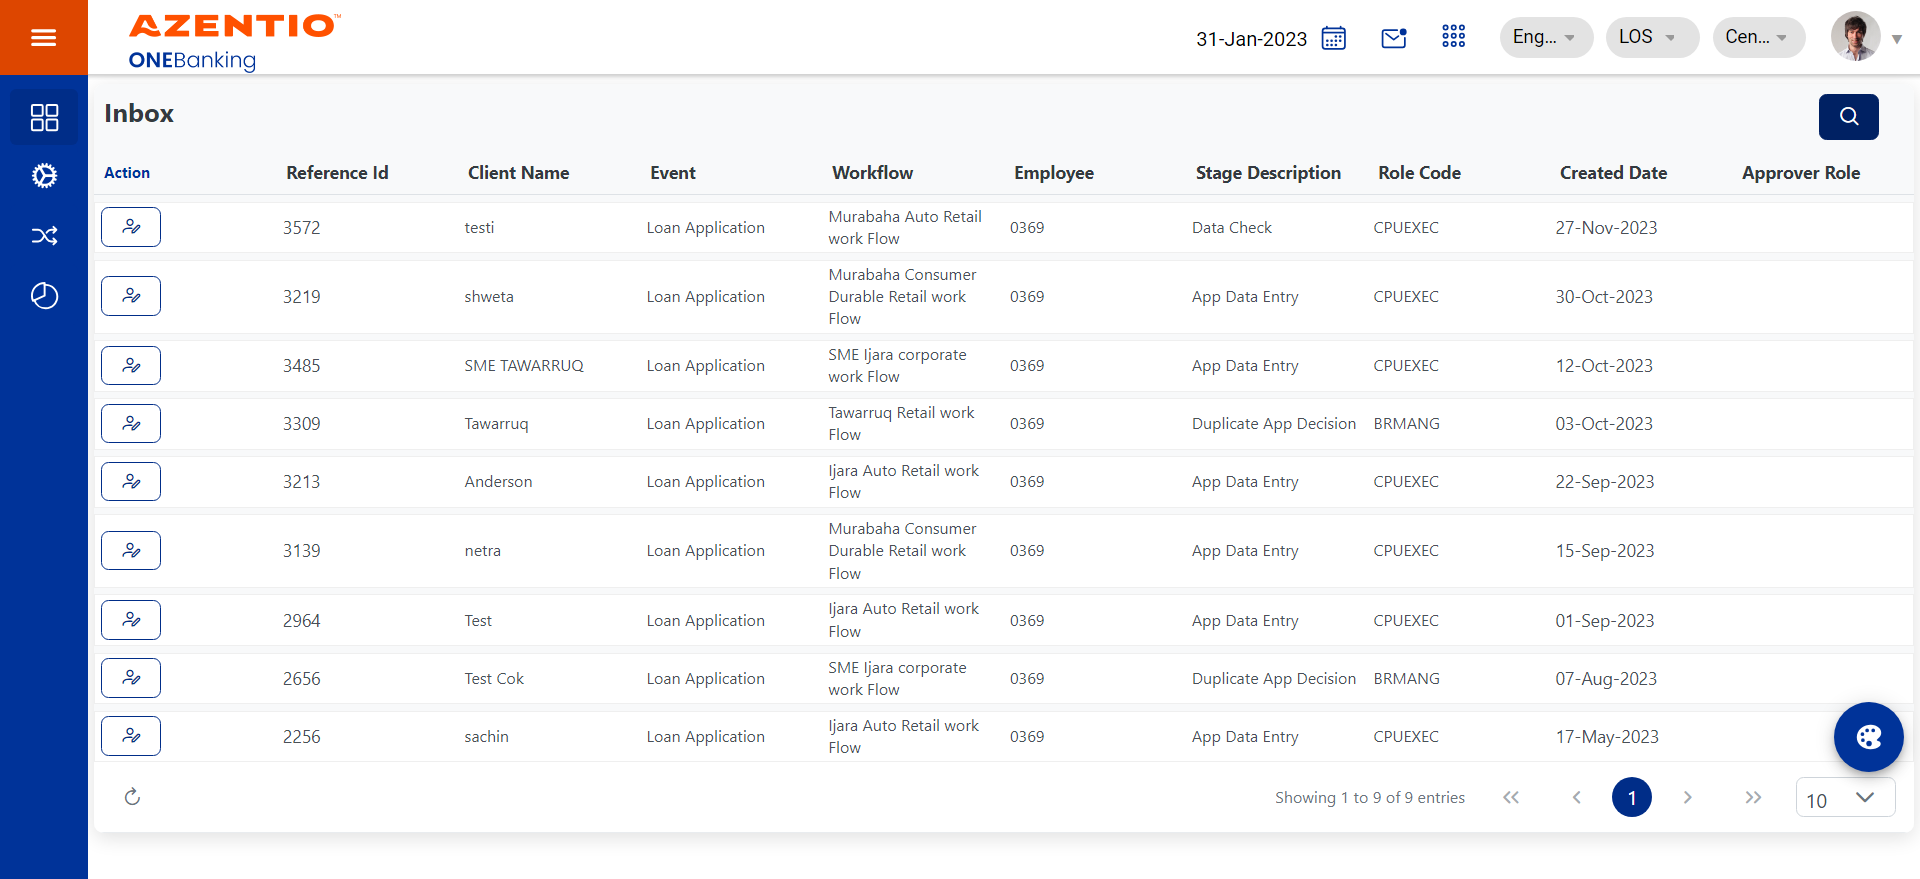 AZENTIO™
ONEBanking
31-Jan-2023
Eng...
LOS
Cen...
Inbox
Action Reference Id Client Name Event Workflow Employee Stage Description Role Code Created Date Approver Role
3572 testi Loan Application Murabaha Auto Retail work Flow 0369 Data Check CPUEXEC 27-Nov-2023
3219 shweta Loan Application Murabaha Consumer Durable Retail work Flow 0369 App Data Entry CPUEXEC 30-Oct-2023
3485 SME TAWARRUQ Loan Application SME Ijara corporate work Flow 0369 App Data Entry CPUEXEC 12-Oct-2023
3309 Tawarruq Loan Application Tawarruq Retail work Flow 0369 Duplicate App Decision BRMANG 03-Oct-2023
3213 Anderson Loan Application Ijara Auto Retail work Flow 0369 App Data Entry CPUEXEC 22-Sep-2023
3139 netra Loan Application Murabaha Consumer Durable Retail work Flow 0369 App Data Entry CPUEXEC 15-Sep-2023
2964 Test Loan Application Ijara Auto Retail work Flow 0369 App Data Entry CPUEXEC 01-Sep-2023
2656 Test Cok Loan Application SME Ijara corporate work Flow 0369 Duplicate App Decision BRMANG 07-Aug-2023
2256 sachin Loan Application Ijara Auto Retail work Flow 0369 App Data Entry CPUEXEC 17-May-2023
Showing 1 to 9 of 9 entries
1
10